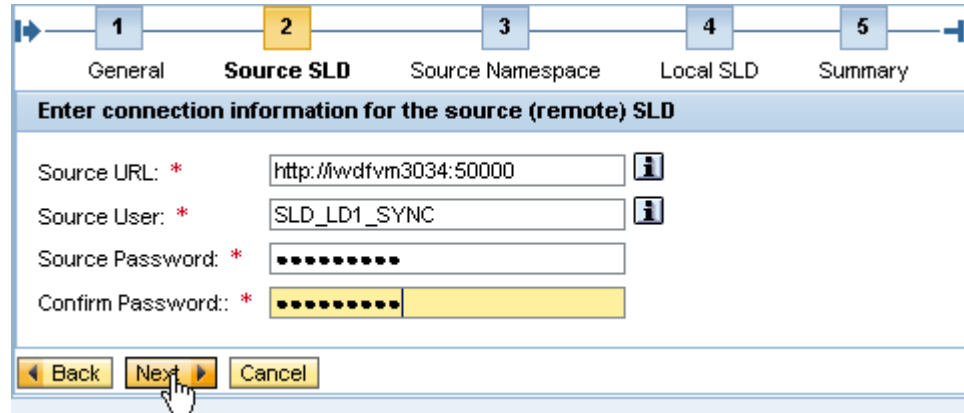 1 2 3 4 5
General Source SLD Source Namespace Local SLD Summary
Enter connection information for the source (remote) SLD
Source URL: * http://iwdfvm3034:50000
Source User: * SLD_LD1_SYNC
Source Password: * •••••••••
Confirm Password:: * •••••••••
Back Next Cancel